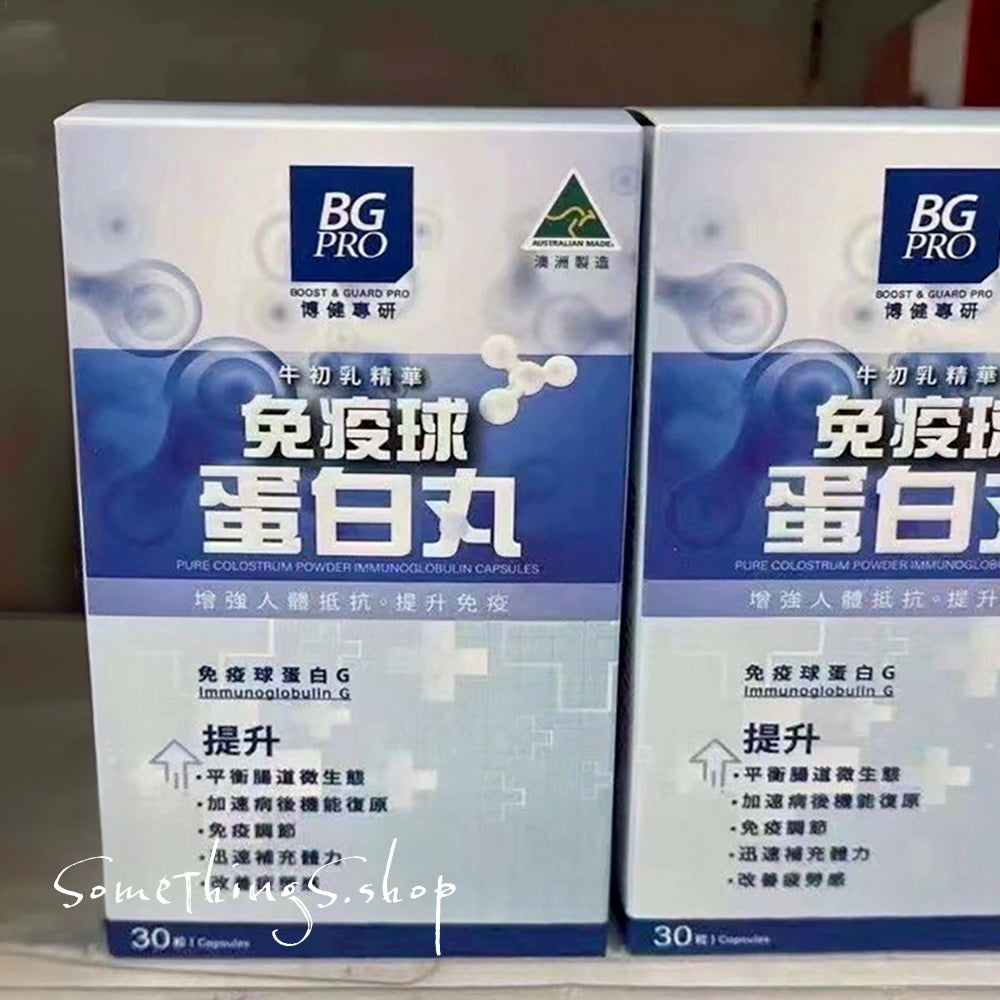 BG
PRO
BOOST & GUARD PRO
博健專研
AUSTRALIAN MADE
澳洲製造
牛初乳精華
免疫球
蛋白丸
PURE COLOSTRUM POWDER IMMUNOGLOBULIN CAPSULES
增強人體抵抗。提升免疫
免疫球蛋白G
Immunoglobulin G
提升
·平衡腸道微生態
·加速病後機能復原
·免疫調節
·迅速補充體力
·改善疲勞感
30粒 | Capsules
BG
PRO
BOOST & GUARD PRO
博健專研
牛初乳精華
免疫球
蛋白丸
PURE COLOSTRUM POWDER
增強人體抵抗。提升
免疫球蛋白G
Immunoglobulin G
提升
·平衡腸道微生態
·加速病後機能復原
·免疫調節
·迅速補充體力
·改善疲勞感
30粒 | Capsules
SomeThingS.shop